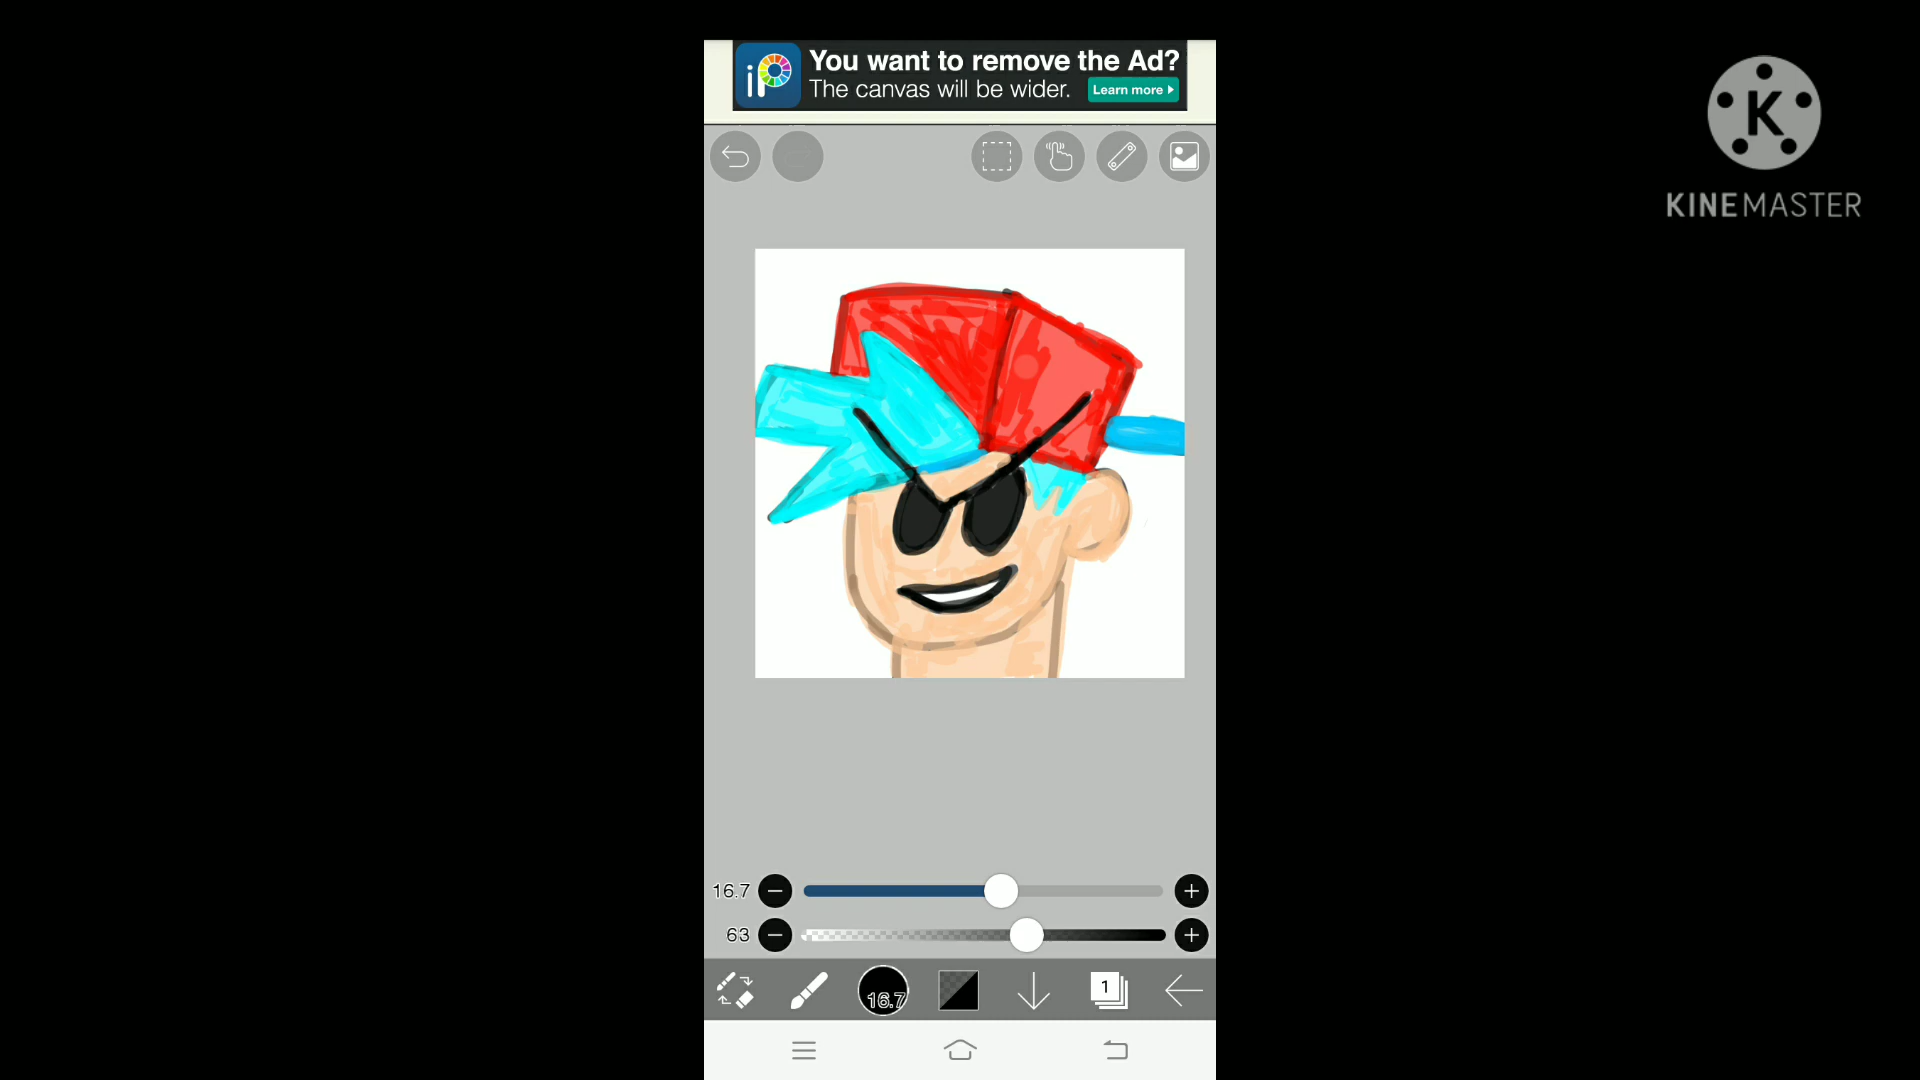 iP
You want to remove the Ad?
The canvas will be wider.
Learn more
K
KINEMASTER
16.7
63
16.7
1